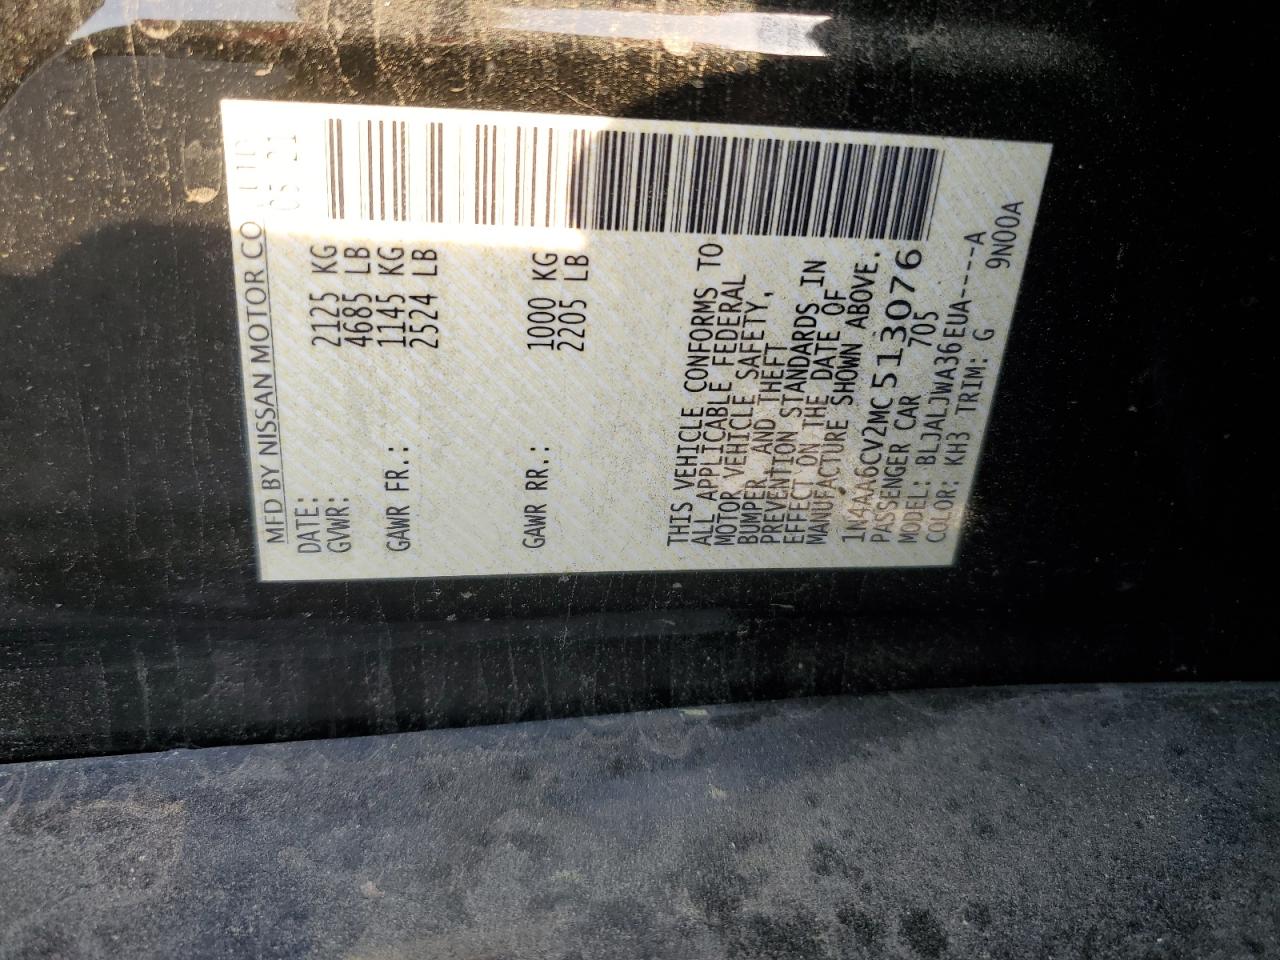 MFD BY NISSAN MOTOR CO., LTD
DATE: 05/21
GVWR: 2125 KG
4685 LB
GAWR FR.: 1145 KG
2524 LB
GAWR RR.: 1000 KG
2205 LB
THIS VEHICLE CONFORMS TO
ALL APPLICABLE FEDERAL
MOTOR VEHICLE SAFETY,
BUMPER AND THEFT
PREVENTION STANDARDS IN
EFFECT ON THE DATE OF
MANUFACTURE SHOWN ABOVE.
1N4AA6CV2MC513076
PASSENGER CAR 705
MODEL: BLJALJWA36EUA-----A
COLOR: KH3 TRIM: G 9N00A